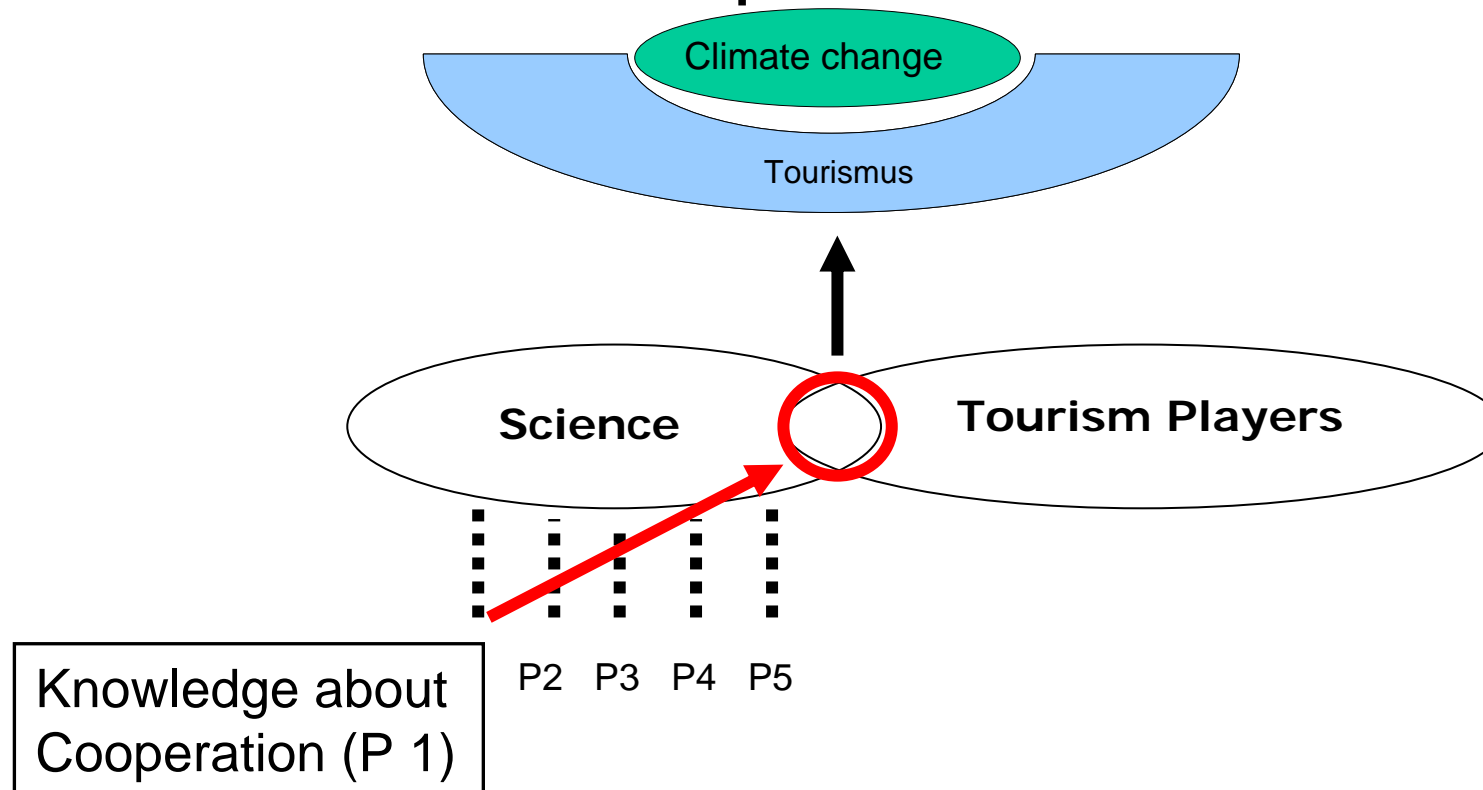 Climate change
Tourismus
Science
Tourism Players
P2 P3 P4 P5
Knowledge about
Cooperation (P 1)